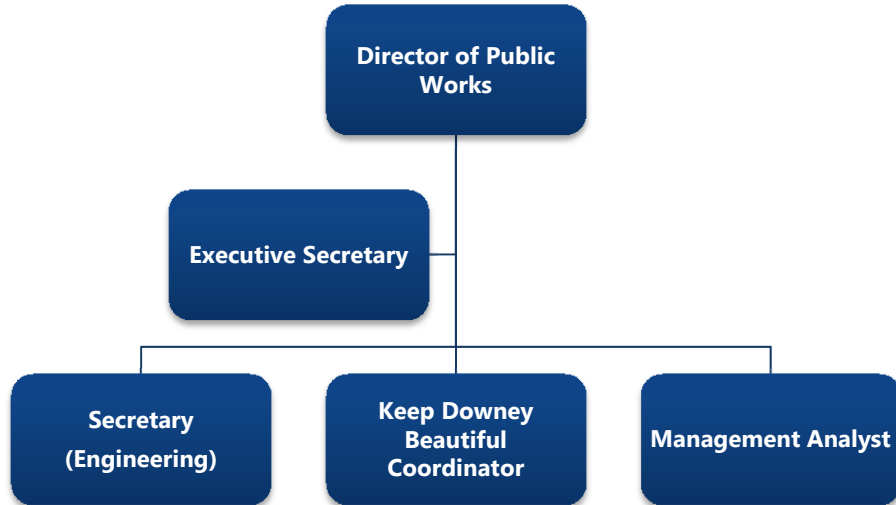 Director of Public
Works
Executive Secretary
Secretary
(Engineering)
Keep Downey
Beautiful
Coordinator
Management Analyst